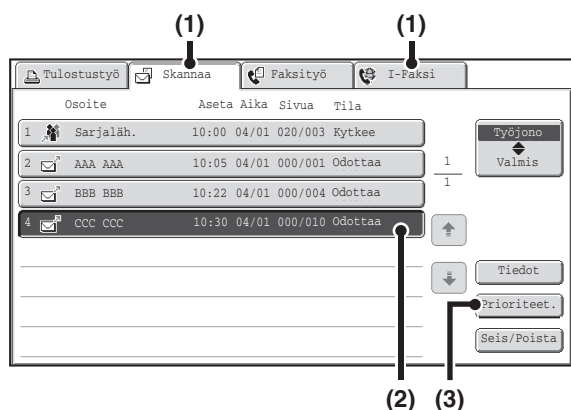 (1) (1)
Tulostustyö Skannaa Faksityö I-Faksi
Osoite Aseta Aika Sivua Tila
1 Sarjaläh. 10:00 04/01 020/003 Kytkee
Työjono
Valmis
2 AAA AAA 10:05 04/01 000/001 Odottaa
1
1
3 BBB BBB 10:22 04/01 000/004 Odottaa
4 CCC CCC 10:30 04/01 000/010 Odottaa
Tiedot
Prioriteet.
Seis/Poista
(2) (3)